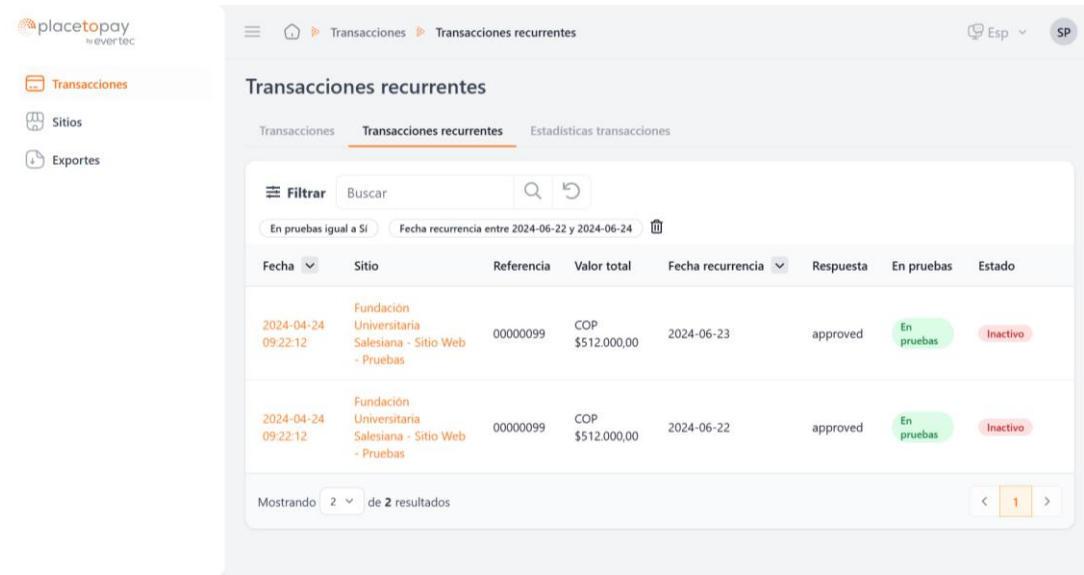 placetopay
by evertec
Transacciones
Sitios
Exportes
Transacciones Transacciones recurrentes
Esp
SP
Transacciones recurrentes
Transacciones Transacciones recurrentes Estadísticas transacciones
Filtrar Buscar
En pruebas igual a Sí Fecha recurrencia entre 2024-06-22 y 2024-06-24
Fecha Sitio Referencia Valor total Fecha recurrencia Respuesta En pruebas Estado
2024-04-24
09:22:12
Fundación
Universitaria
Salesiana - Sitio Web
- Pruebas
00000099
COP
$512.000,00
2024-06-23
approved
En
pruebas
Inactivo
2024-04-24
09:22:12
Fundación
Universitaria
Salesiana - Sitio Web
- Pruebas
00000099
COP
$512.000,00
2024-06-22
approved
En
pruebas
Inactivo
Mostrando 2 de 2 resultados
1